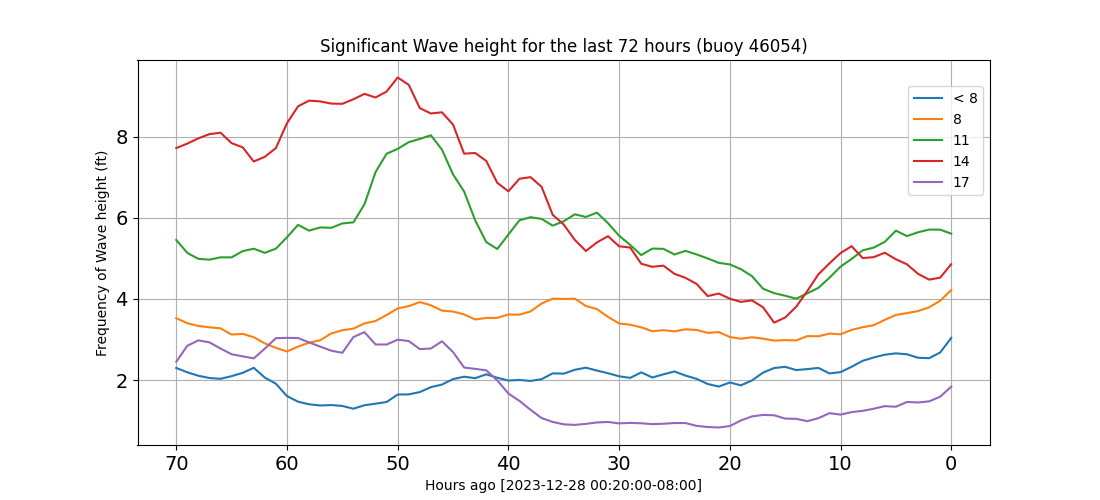 Significant Wave height for the last 72 hours (buoy 46054)
Frequency of Wave height (ft)
8
6
4
2
< 8
8
11
14
17
70 60 50 40 30 20 10 0
Hours ago [2023-12-28 00:20:00-08:00]